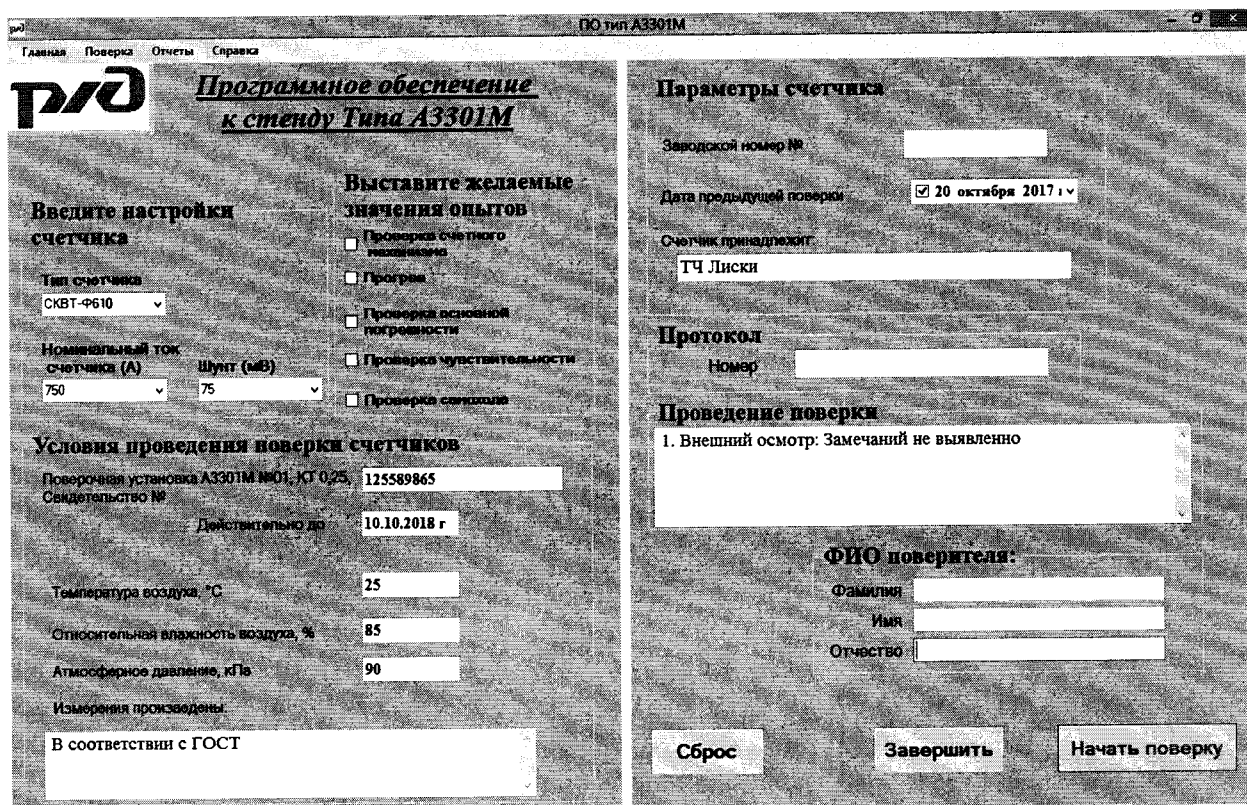 ПО тип А3301М
Главная Поверка Отчеты Справка
ржд
Программное обеспечение
к стенду Типа А3301М
Введите настройки
счетчика
Тип счетчика
СКВТ-Ф610
Номинальный ток
счетчика (А)
750
Шунт (мВ)
75
Выставите желаемые
значения опытов
Проверка счетного
механизма
Прогрев
Проверка основной
погрешности
Проверка чувствительности
Проверка самохода
Условия проведения поверки счетчиков
Поверочная установка А3301М №01, КТ 0,25,
Свидетельство №
125589865
Действительно до
10.10.2018 г
Температура воздуха, °С
25
Относительная влажность воздуха, %
85
Атмосферное давление, кПа
90
Измерения произведены:
В соответствии с ГОСТ
Параметры счетчика
Заводской номер №
Дата предыдущей поверки
20 октября 2017 г
Счетчик принадлежит:
ТЧ Лиски
Протокол
Номер
Проведение поверки
1. Внешний осмотр: Замечаний не выявленно
ФИО поверителя:
Фамилия
Имя
Отчество
Сброс
Завершить
Начать поверку